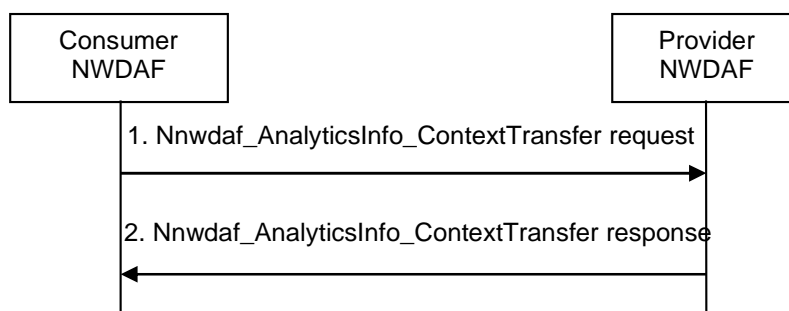 Consumer
NWDAF
Provider
NWDAF
1. Nnwdaf_AnalyticsInfo_ContextTransfer request
2. Nnwdaf_AnalyticsInfo_ContextTransfer response